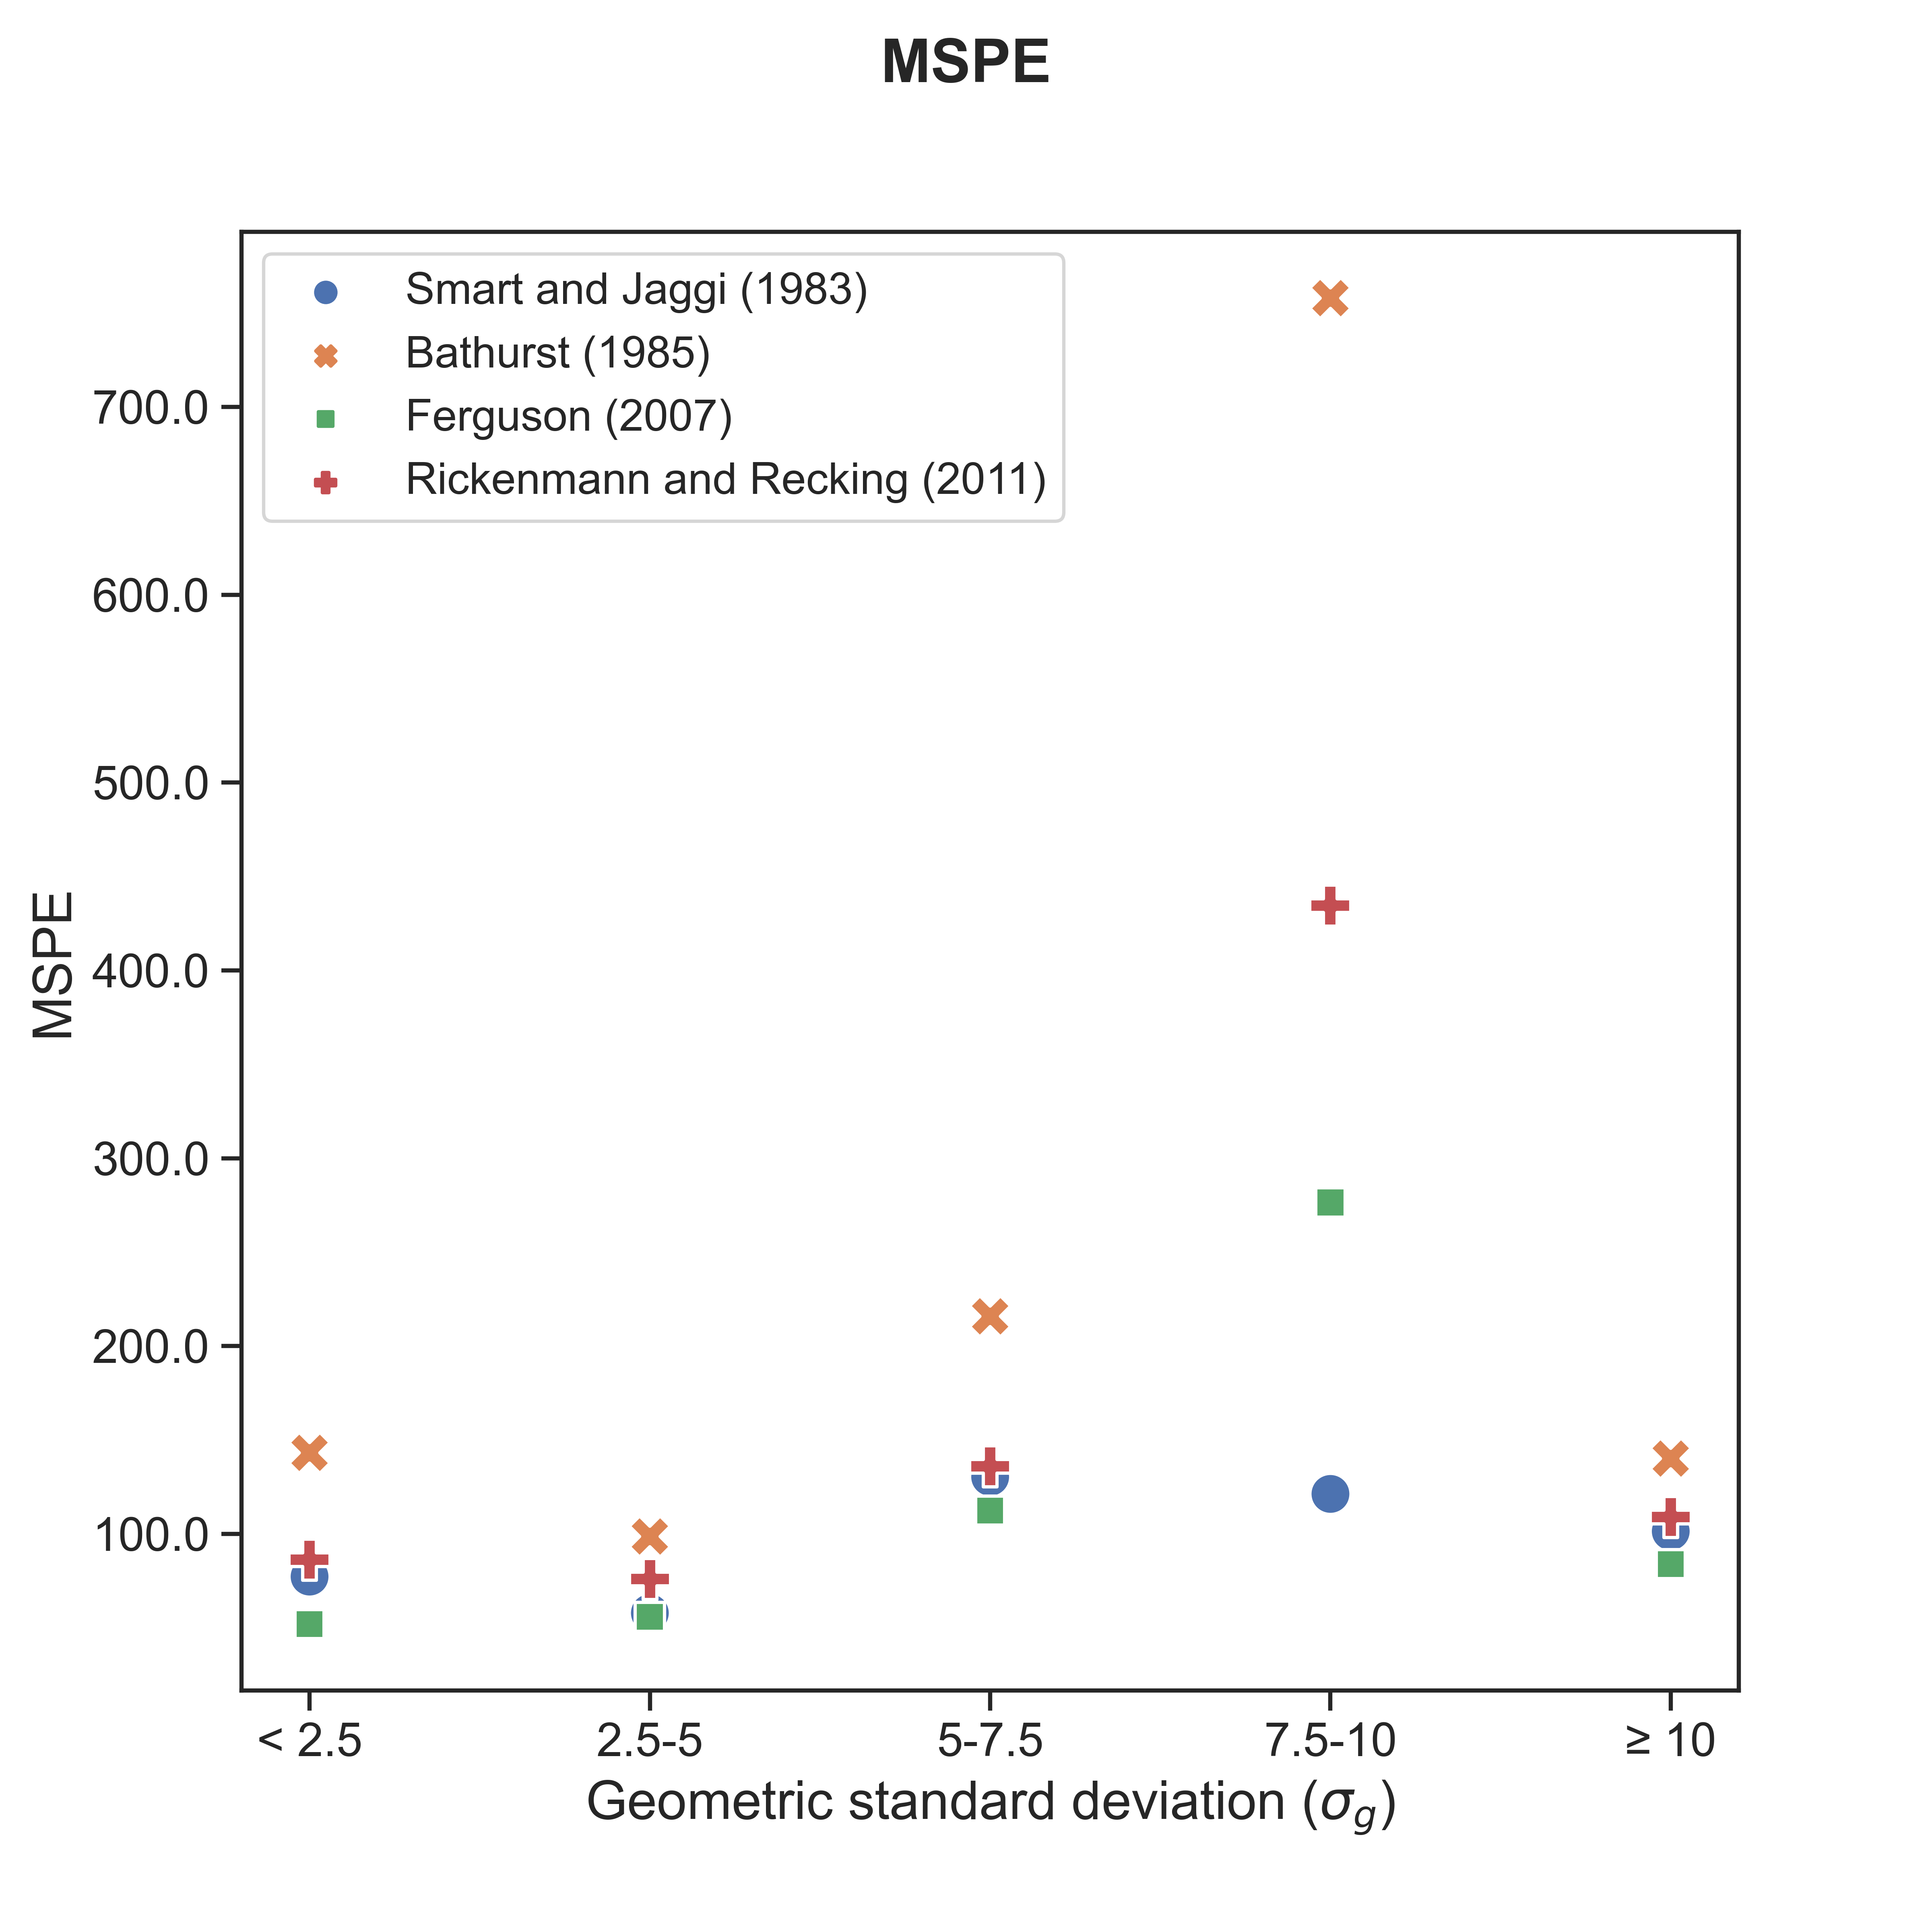 MSPE
Smart and Jaggi (1983)
Bathurst (1985)
Ferguson (2007)
Rickenmann and Recking (2011)
700.0
600.0
500.0
400.0
300.0
200.0
100.0
MSPE
< 2.5 2.5-5 5-7.5 7.5-10 ≥ 10
Geometric standard deviation (σg)